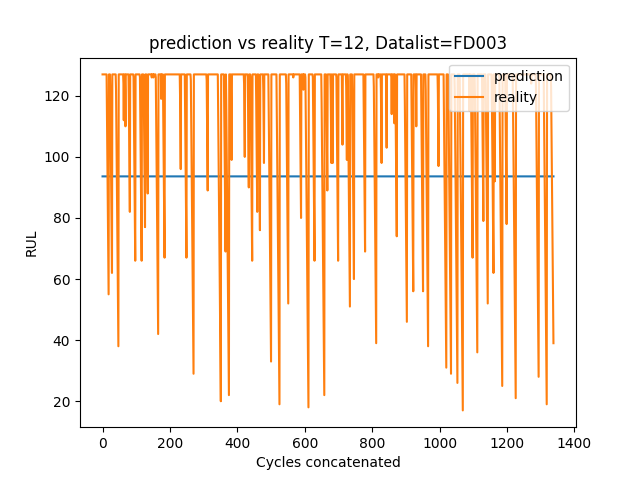 prediction vs reality T=12, Datalist=FD003
prediction
reality
120
100
80
60
40
20
RUL
0
200
400
600
800
1000
1200
1400
Cycles concatenated